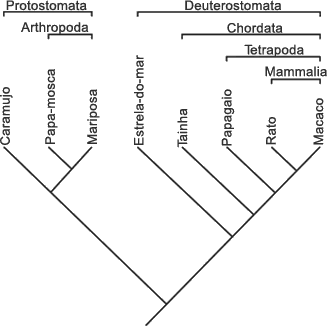 Protostomata
Deuterostomata
Arthropoda
Chordata
Tetrapoda
Mammalia
Caramujo
Papa-mosca
Mariposa
Estrela-do-mar
Tainha
Papagaio
Rato
Macaco